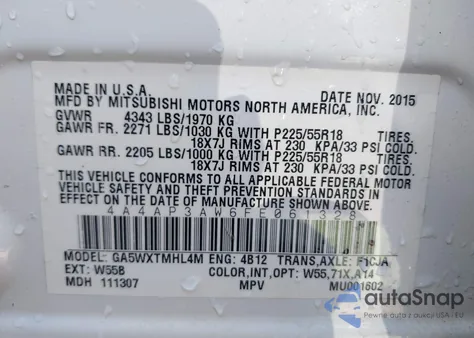 MADE IN U.S.A. DATE NOV. 2015
MFD BY MITSUBISHI MOTORS NORTH AMERICA, INC.
GVWR 4343 LBS/1970 KG
GAWR FR. 2271 LBS/1030 KG WITH P225/55R18 TIRES,
18X7J RIMS AT 230 KPA/33 PSI COLD.
GAWR RR. 2205 LBS/1000 KG WITH P225/55R18 TIRES,
18X7J RIMS AT 230 KPA/33 PSI COLD.
THIS VEHICLE CONFORMS TO ALL APPLICABLE FEDERAL MOTOR
VEHICLE SAFETY AND THEFT PREVENTION STANDARDS IN
EFFECT ON THE DATE OF MANUFACTURE SHOWN ABOVE.
4A4AP3AW6FE061328
MODEL: GA5WXTMHL4M ENG: 4B12 TRANS,AXLE: F1CJA
EXT: W55B COLOR,INT,OPT: W55,71X,A14
MDH 111307 MPV MU001602
autoSnap
Pewne auto z USA i EU